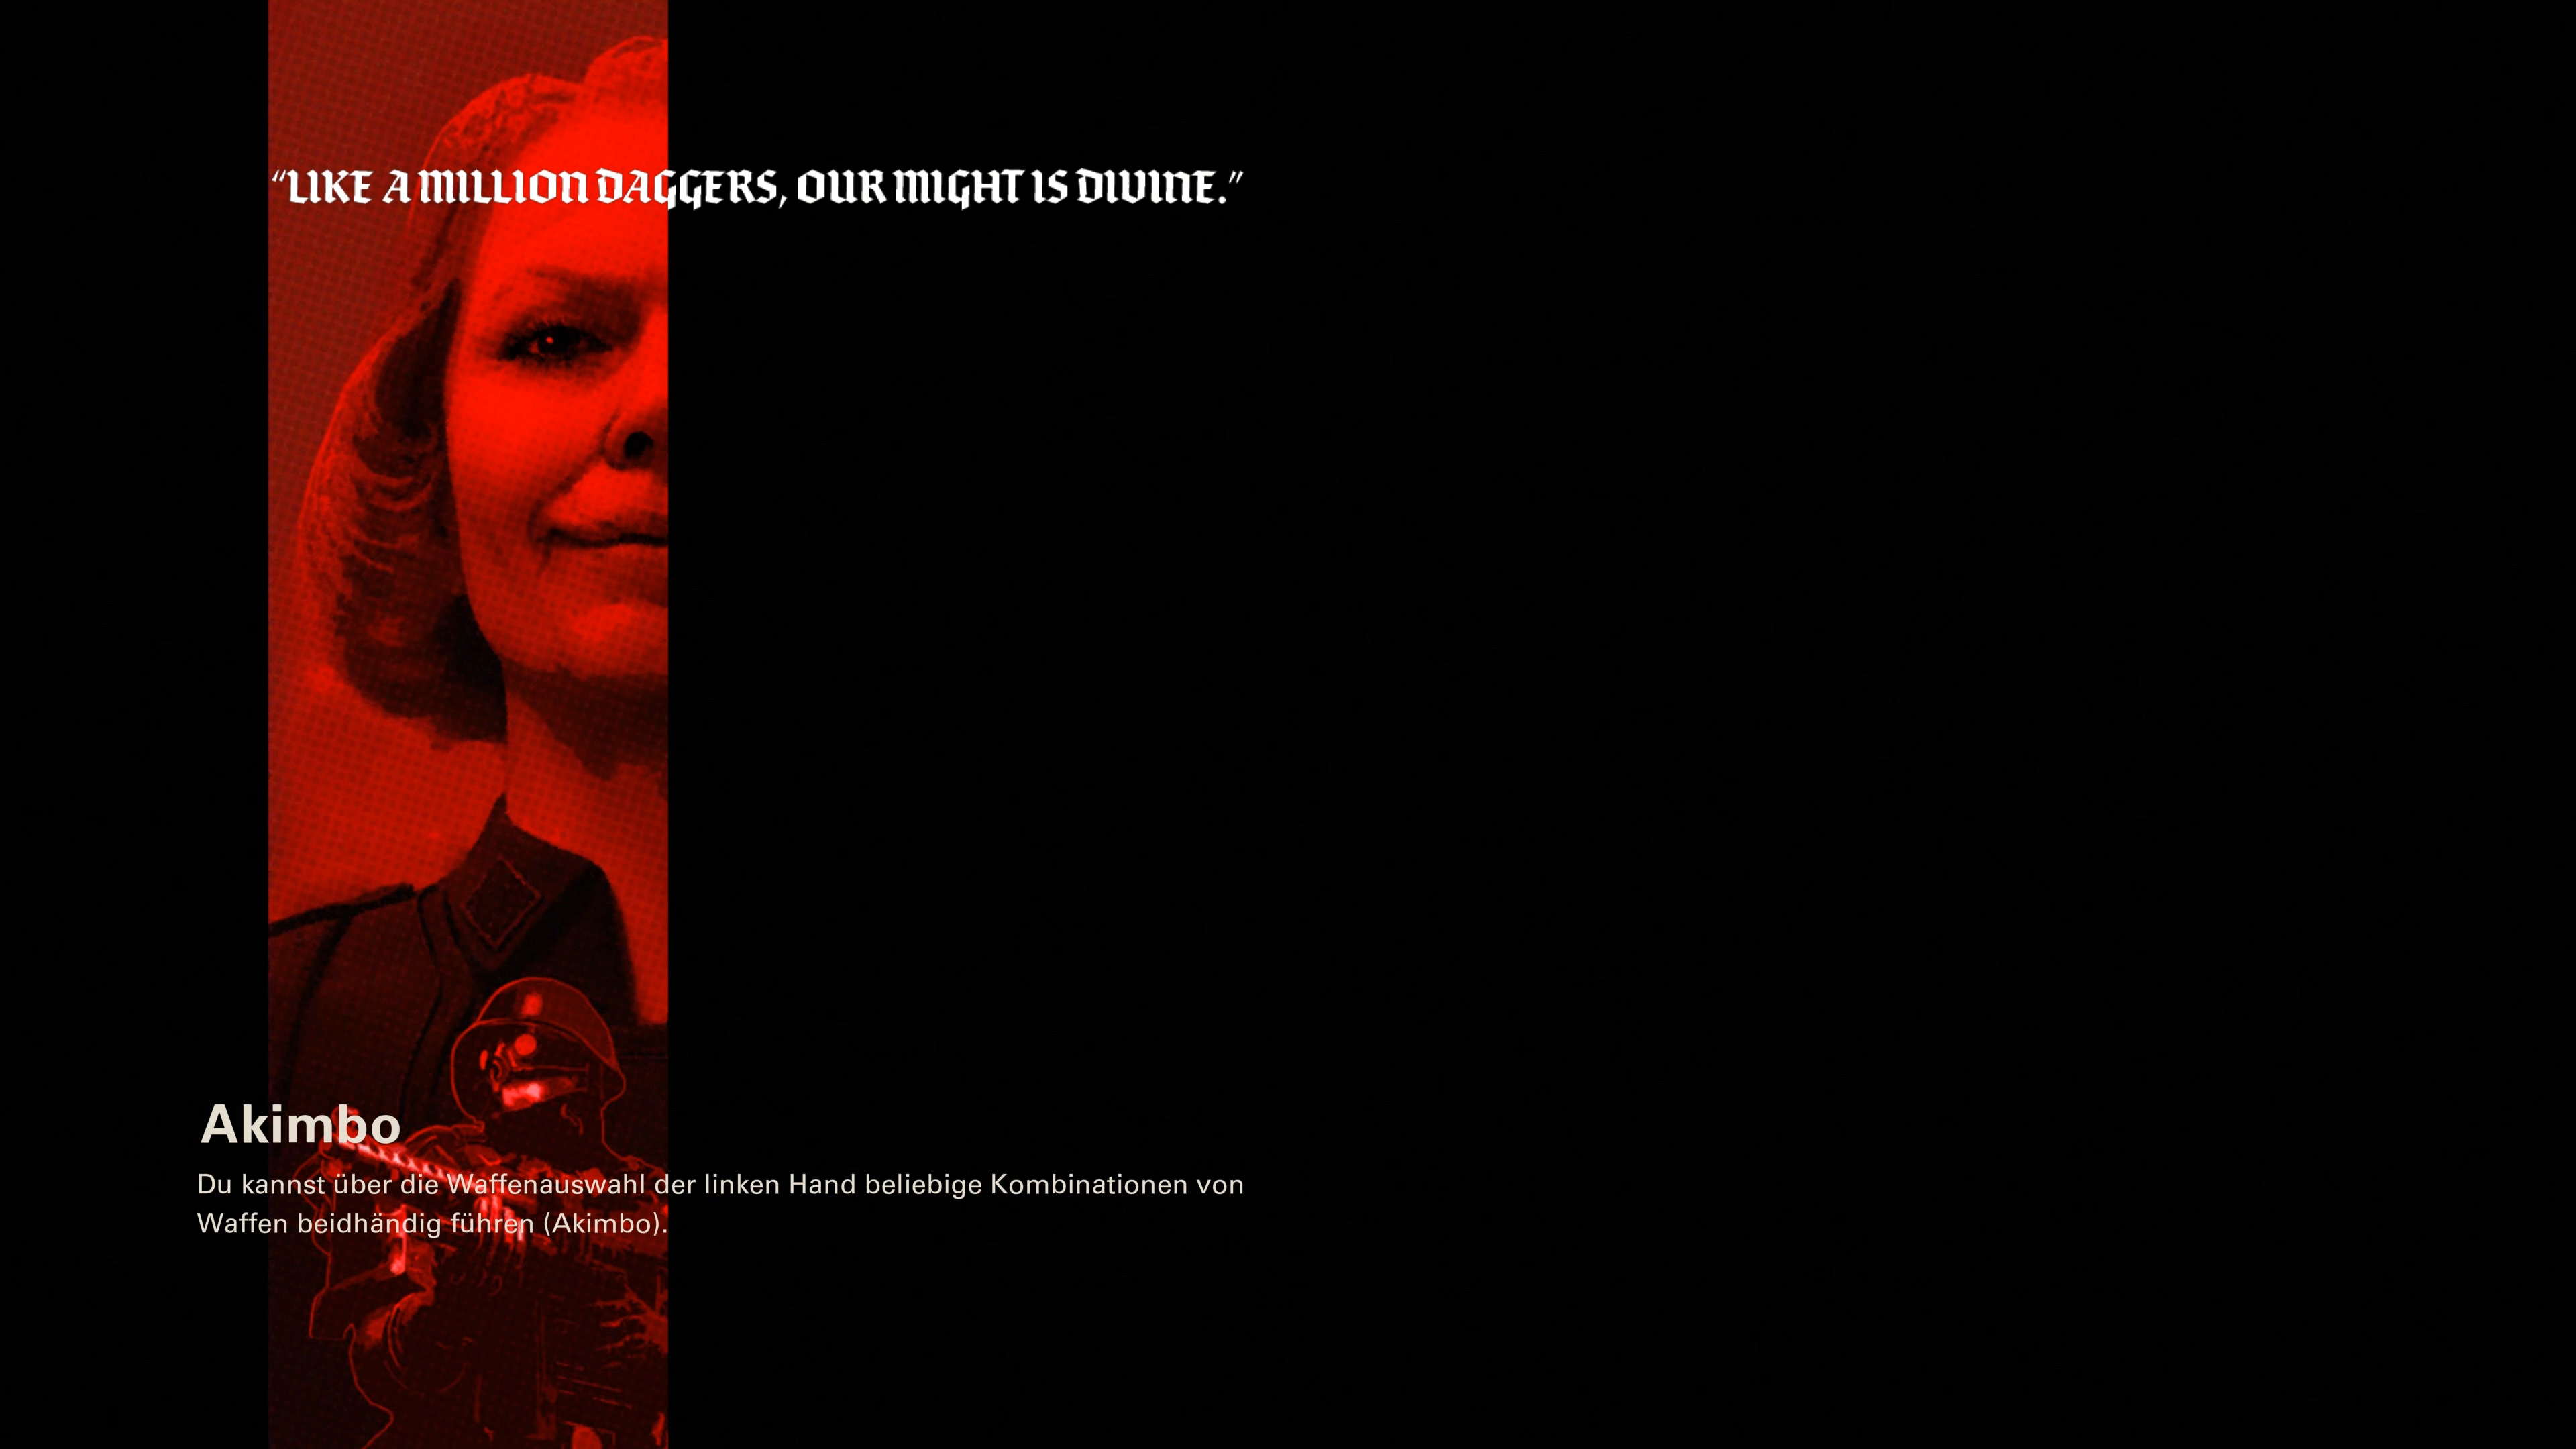 “LIKE A MILLION DAGGERS, OUR MIGHT IS DIVINE.”
Akimbo
Du kannst über die Waffenauswahl der linken Hand beliebige Kombinationen von
Waffen beidhändig führen (Akimbo).